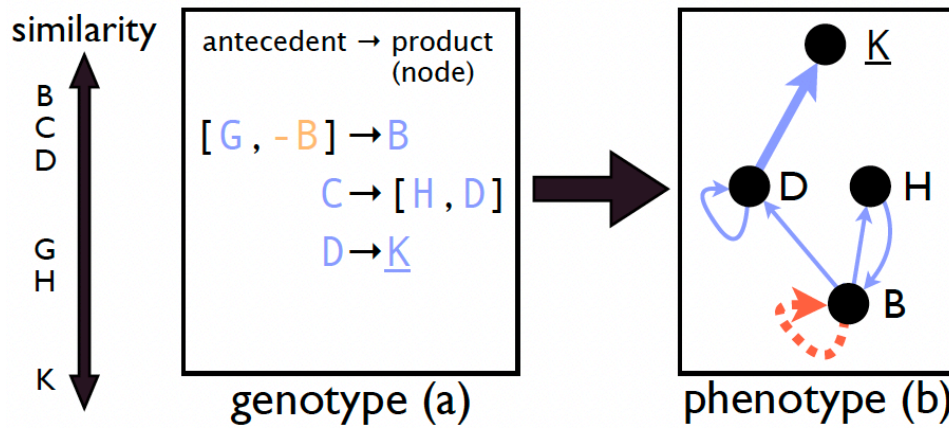 similarity
B
C
D
G
H
K
antecedent → product
(node)
[G,-B]→B
C→[H,D]
D→K
genotype (a)
K
D
H
B
phenotype (b)